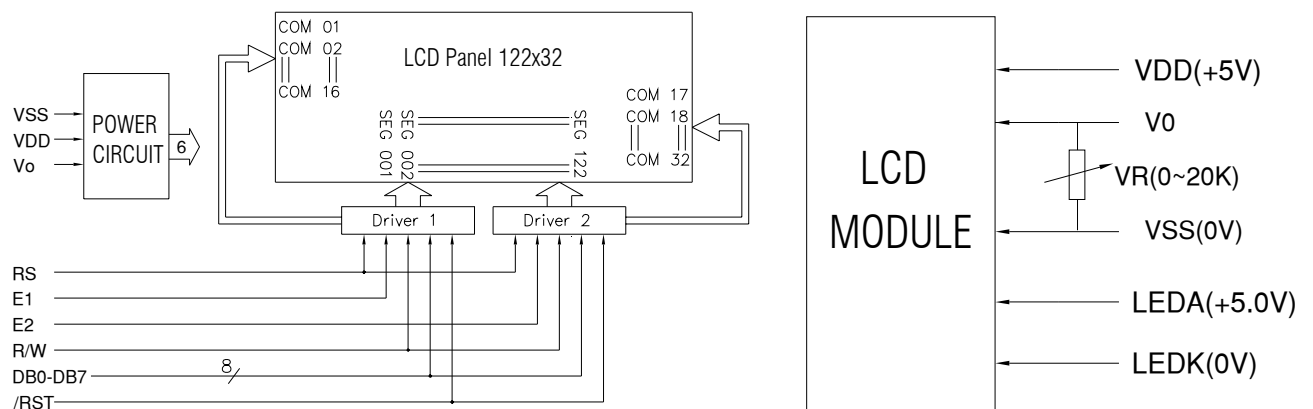 COM 01
COM 02
COM 16
LCD Panel 122x32
COM 17
COM 18
COM 32
SEG 001
SEG 002
SEG 122
VSS
VDD
Vo
POWER
CIRCUIT
6
Driver 1
Driver 2
RS
E1
E2
R/W
DB0-DB7
8
/RST
LCD
MODULE
VDD(+5V)
V0
VR(0~20K)
VSS(0V)
LEDA(+5.0V)
LEDK(0V)